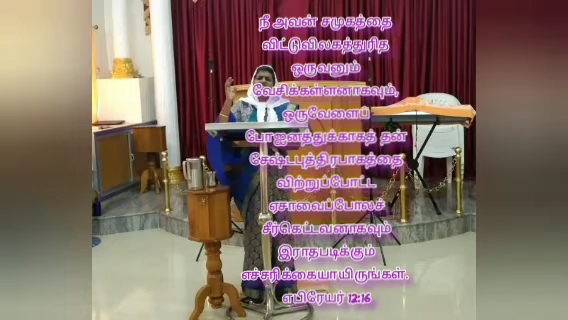 நீ அவன் சமுகத்தை
விட்டுவிலகத்துரித
ஒருவனும்
வேசிக்கள்ளனாகவும்,
ஒருவேளைப்
போஜனத்துக்காகத் தன்
சேஷ்டபுத்திரபாகத்தை
விற்றுப்போட்ட
ஏசாவைப்போலச்
சீர்கெட்டவனாகவும்
இராதபடிக்கும்
எச்சரிக்கையாயிருங்கள்.
எபிரேயர் 12:16